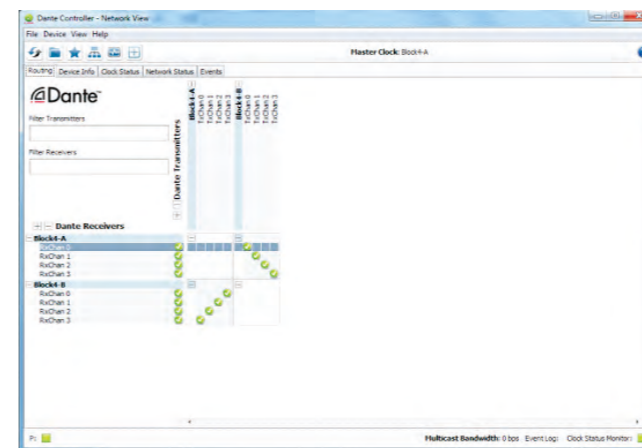 Dante Controller - Network View
File Device View Help
Master Clock: Block4-A
Routing Device Info Clock Status Network Status Events
Dante™
Filter Transmitters
Filter Receivers
Dante Transmitters
Block4-A
TxChan 0
TxChan 1
TxChan 2
TxChan 3
Block4-B
TxChan 0
TxChan 1
TxChan 2
TxChan 3
Dante Receivers
Block4-A
RxChan 0
RxChan 1
RxChan 2
RxChan 3
Block4-B
RxChan 0
RxChan 1
RxChan 2
RxChan 3
P: Multicast Bandwidth: 0 bps Event Log: Clock Status Monitor: